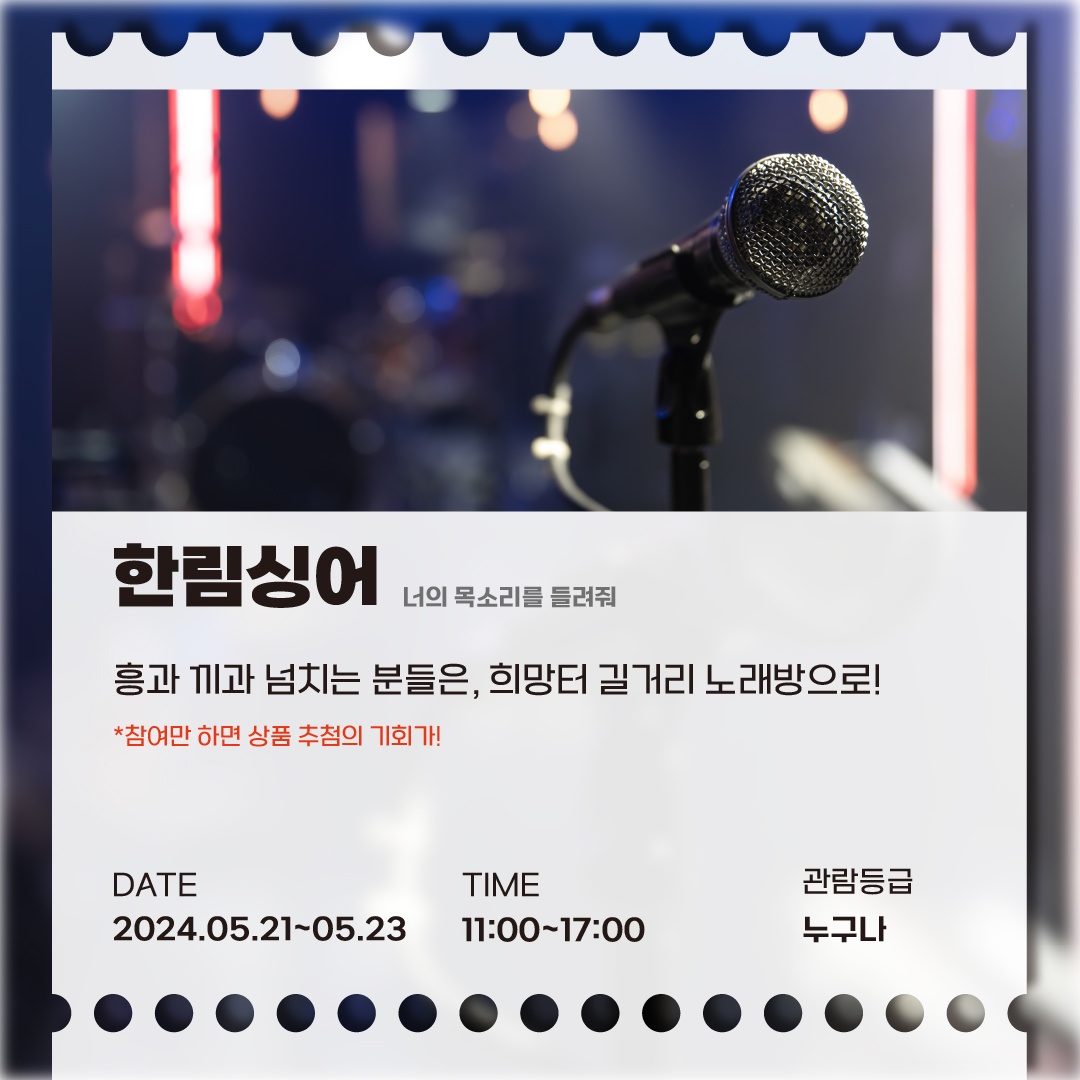 한림싱어 너의 목소리를 들려줘
흥과 끼과 넘치는 분들은, 희망터 길거리 노래방으로!
*참여만 하면 상품 추첨의 기회가!
DATE TIME 관람등급
2024.05.21~05.23 11:00~17:00 누구나